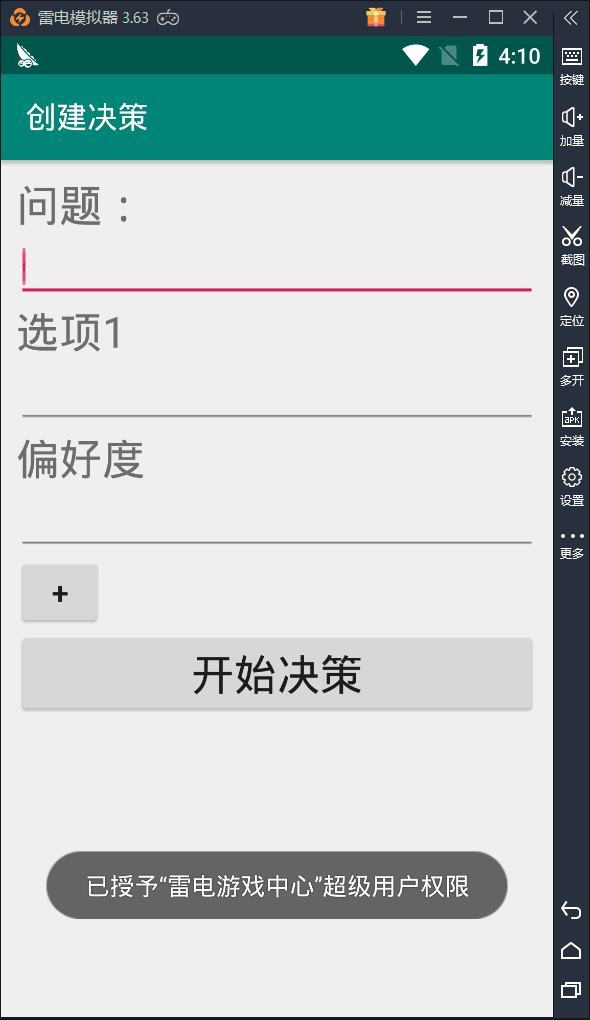 雷电模拟器 3.63
4:10
按键
加量
减量
截图
定位
多开
APK
安装
设置
更多
创建决策
问题：
选项1
偏好度
+
开始决策
已授予“雷电游戏中心”超级用户权限